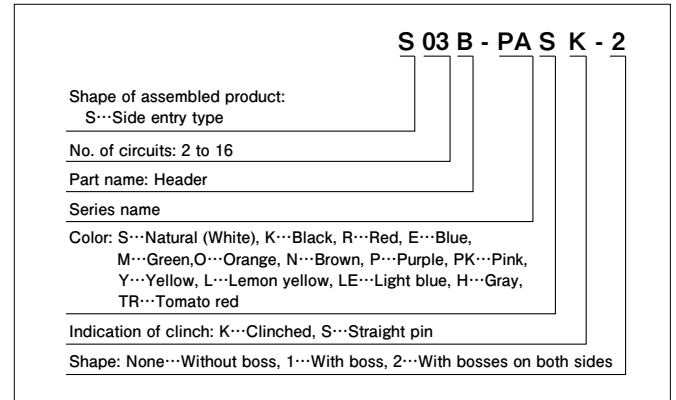 S 03 B - PA S K - 2
Shape of assembled product:
S⋯Side entry type
No. of circuits: 2 to 16
Part name: Header
Series name
Color: S⋯Natural (White), K⋯Black, R⋯Red, E⋯Blue,
M⋯Green,O⋯Orange, N⋯Brown, P⋯Purple, PK⋯Pink,
Y⋯Yellow, L⋯Lemon yellow, LE⋯Light blue, H⋯Gray,
TR⋯Tomato red
Indication of clinch: K⋯Clinched, S⋯Straight pin
Shape: None⋯Without boss, 1⋯With boss, 2⋯With bosses on both sides